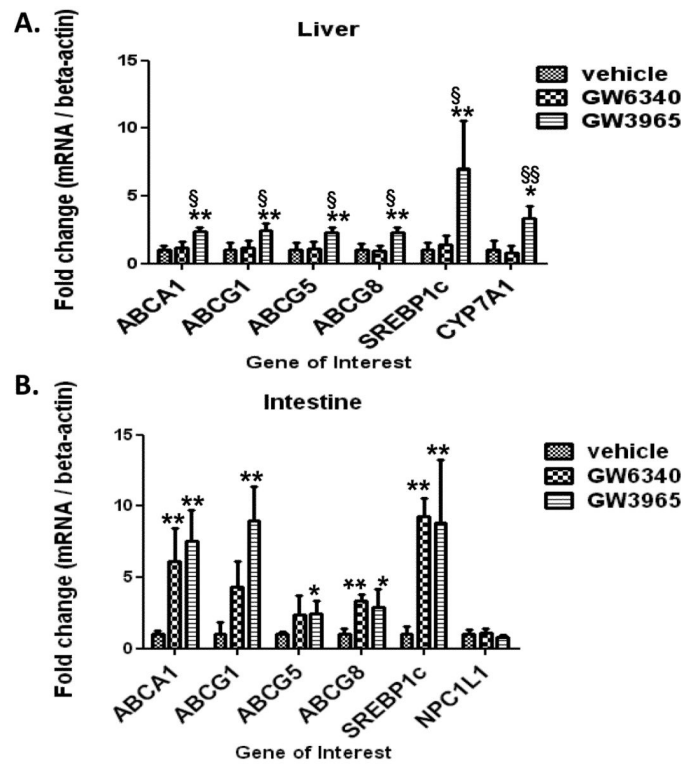 A.
Liver
Fold change (mRNA / beta-actin)
15
10
5
0
vehicle
GW6340
GW3965
§
**
§
**
§
**
§
**
§
**
§§
*
ABCA1
ABCG1
ABCG5
ABCG8
SREBP1c
CYP7A1
Gene of Interest
B.
Intestine
Fold change (mRNA / beta-actin)
15
10
5
0
vehicle
GW6340
GW3965
**
**
**
*
**
*
**
**
ABCA1
ABCG1
ABCG5
ABCG8
SREBP1c
NPC1L1
Gene of Interest